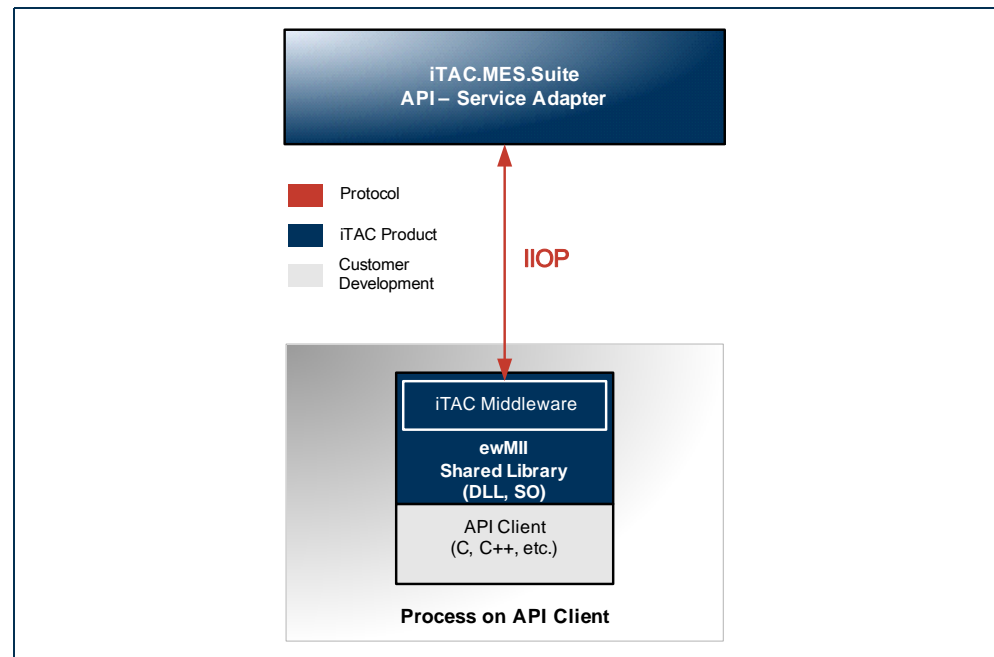 iTAC.MES.Suite
API – Service Adapter
Protocol
iTAC Product
Customer
Development
IIOP
iTAC Middleware
ewMII
Shared Library
(DLL, SO)
API Client
(C, C++, etc.)
Process on API Client